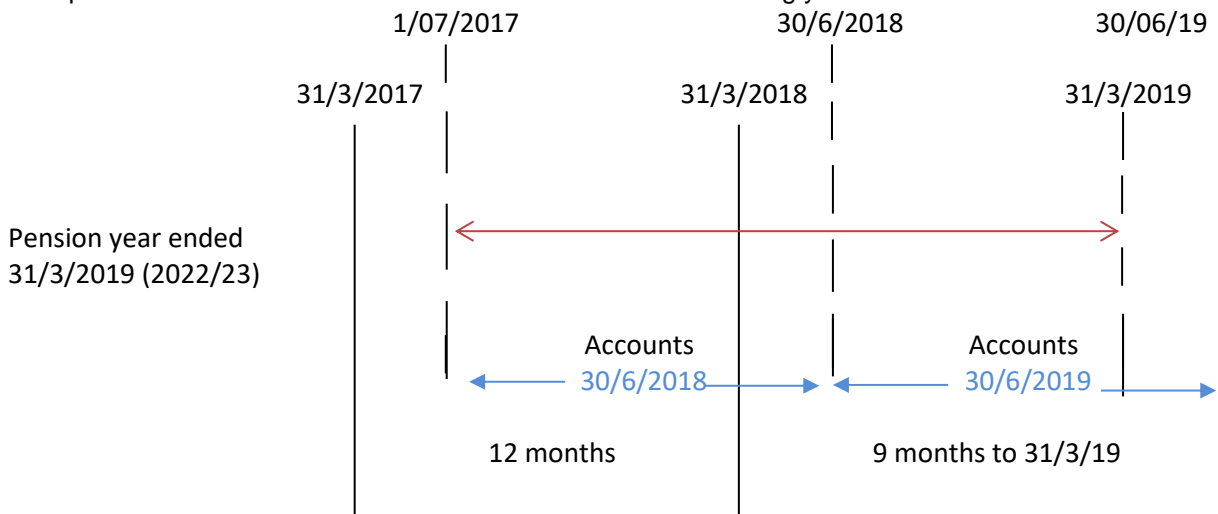 1/07/2017 30/6/2018 30/06/19
31/3/2017 31/3/2018 31/3/2019
Pension year ended
31/3/2019 (2022/23)
Accounts Accounts
30/6/2018 30/6/2019
12 months 9 months to 31/3/19